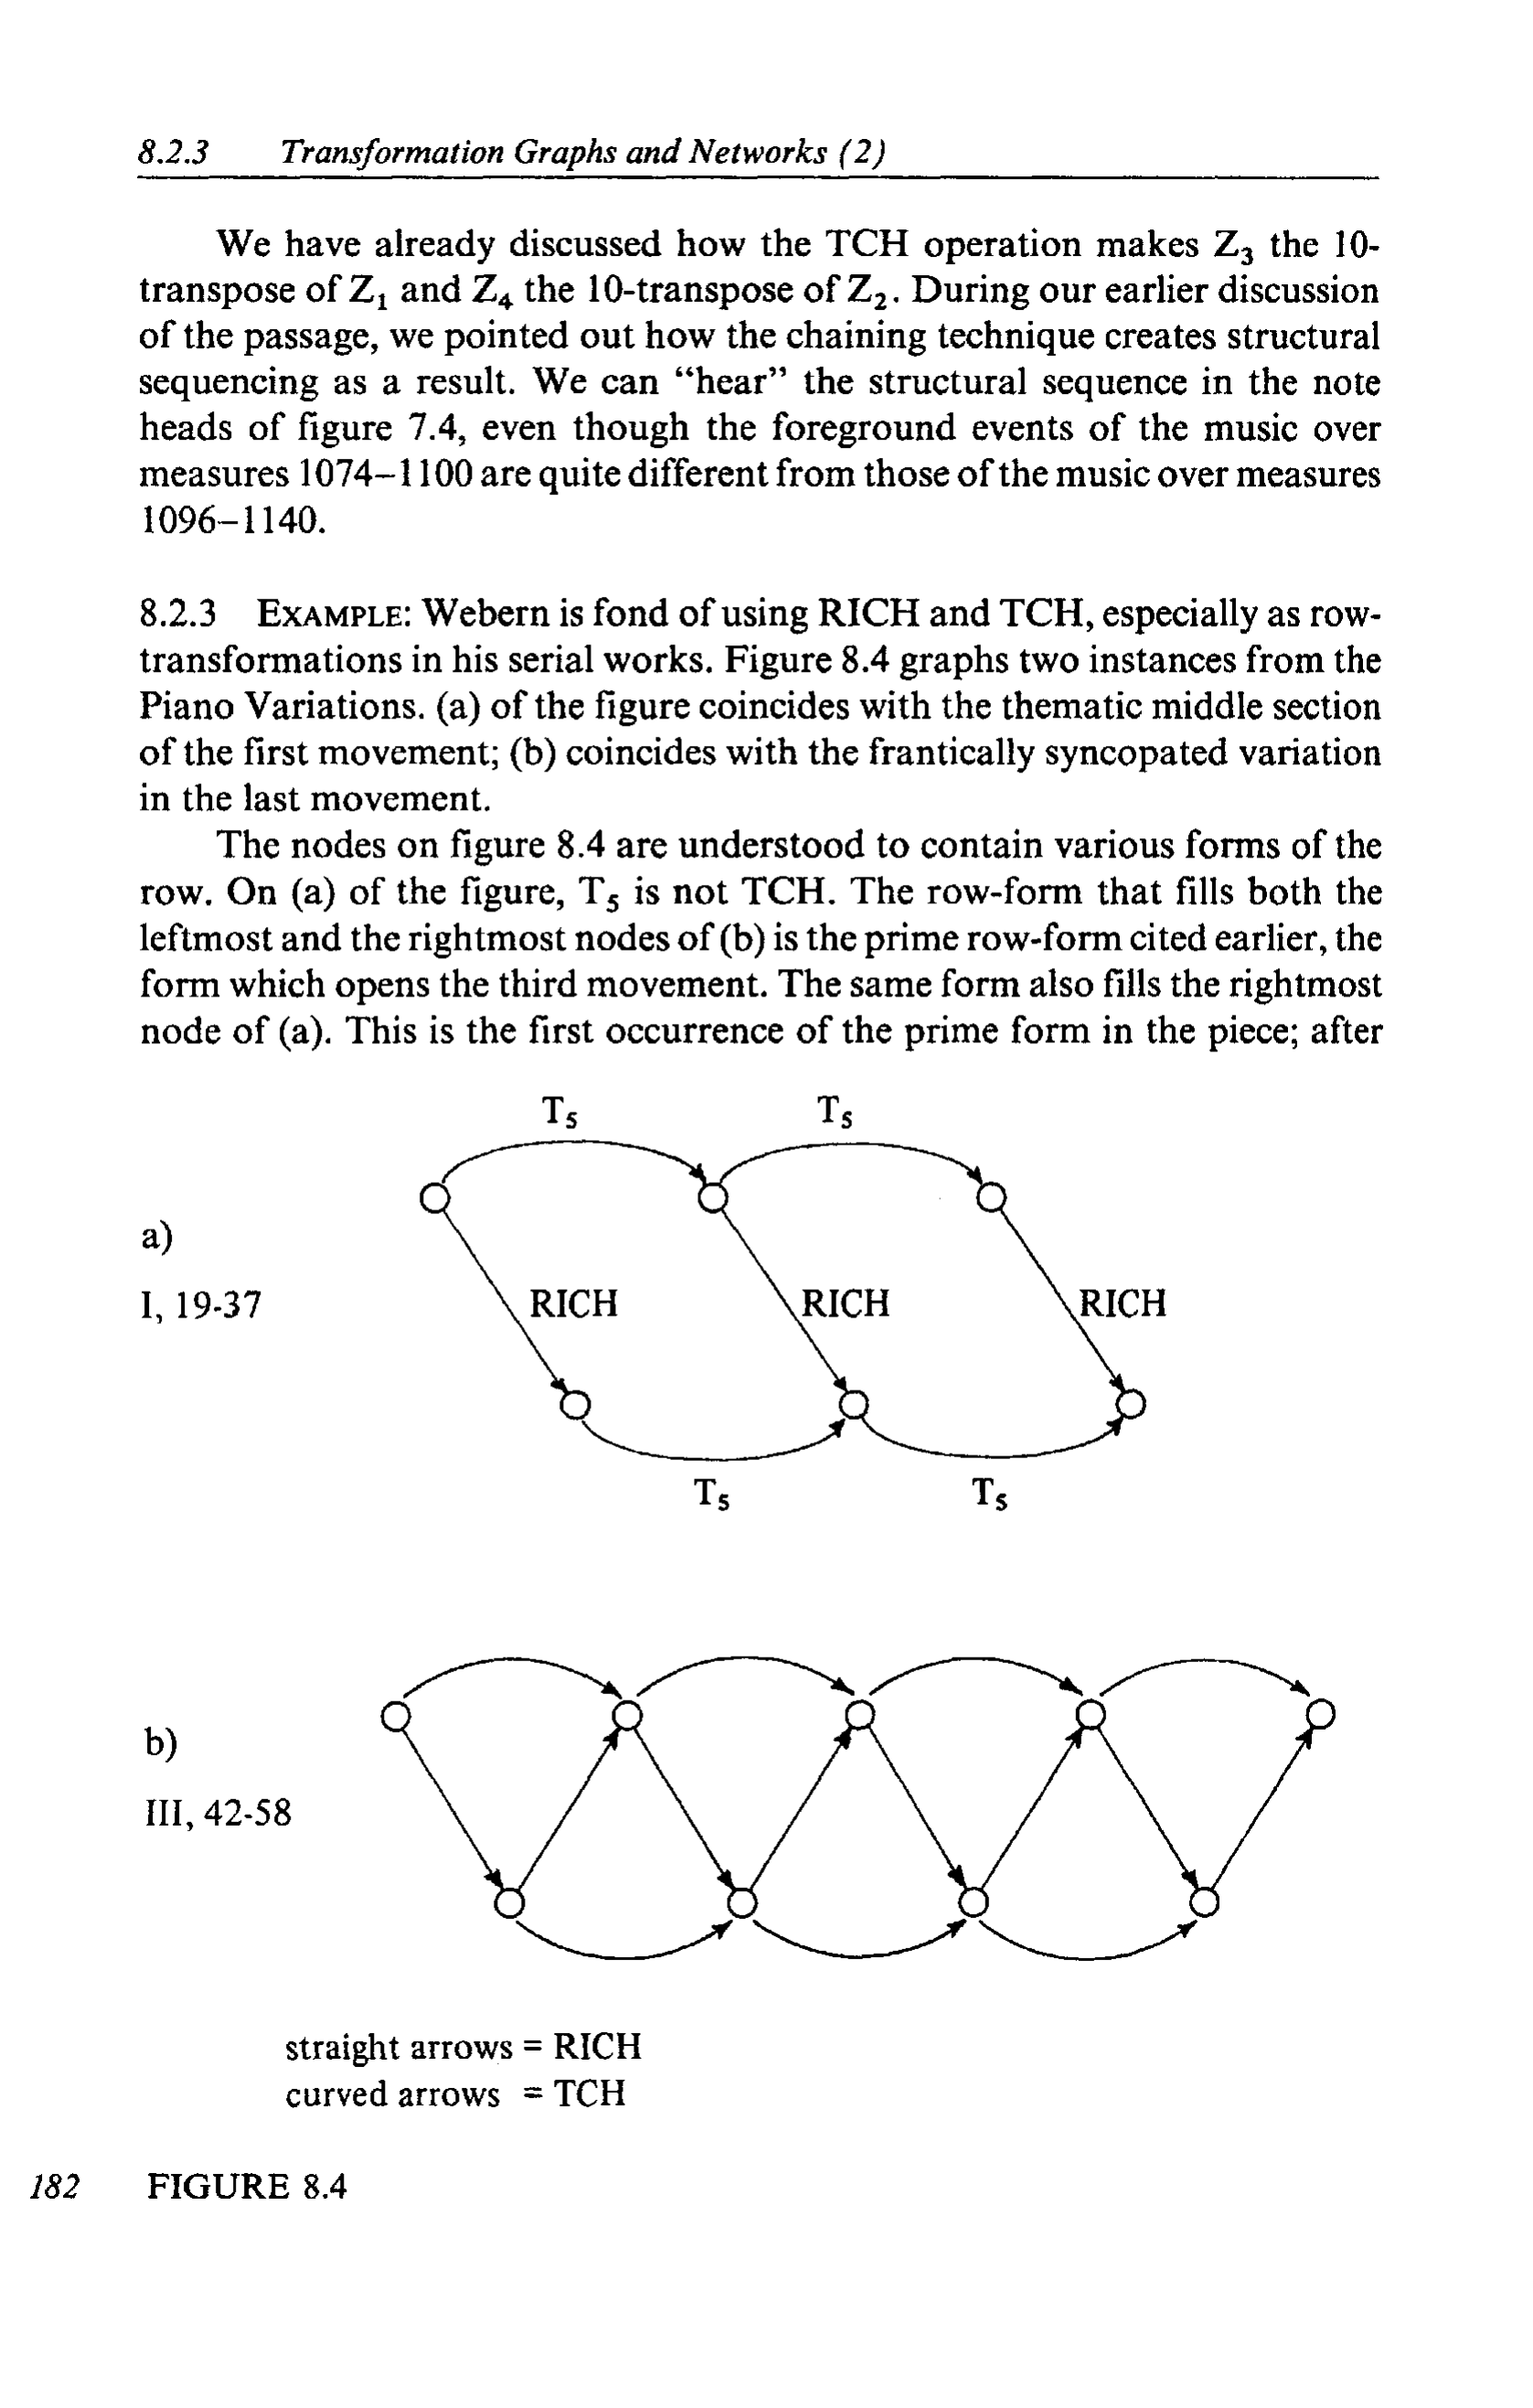 8.2.3 Transformation Graphs and Networks (2)
We have already discussed how the TCH operation makes Z₃ the 10-
transpose of Z₁ and Z₄ the 10-transpose of Z₂. During our earlier discussion
of the passage, we pointed out how the chaining technique creates structural
sequencing as a result. We can “hear” the structural sequence in the note
heads of figure 7.4, even though the foreground events of the music over
measures 1074–1100 are quite different from those of the music over measures
1096–1140.
8.2.3 EXAMPLE: Webern is fond of using RICH and TCH, especially as row-
transformations in his serial works. Figure 8.4 graphs two instances from the
Piano Variations. (a) of the figure coincides with the thematic middle section
of the first movement; (b) coincides with the frantically syncopated variation
in the last movement.
The nodes on figure 8.4 are understood to contain various forms of the
row. On (a) of the figure, T₅ is not TCH. The row-form that fills both the
leftmost and the rightmost nodes of (b) is the prime row-form cited earlier, the
form which opens the third movement. The same form also fills the rightmost
node of (a). This is the first occurrence of the prime form in the piece; after
T₅ T₅
a)
I, 19-37 RICH RICH RICH
T₅ T₅
b)
III, 42-58
straight arrows = RICH
curved arrows = TCH
182 FIGURE 8.4